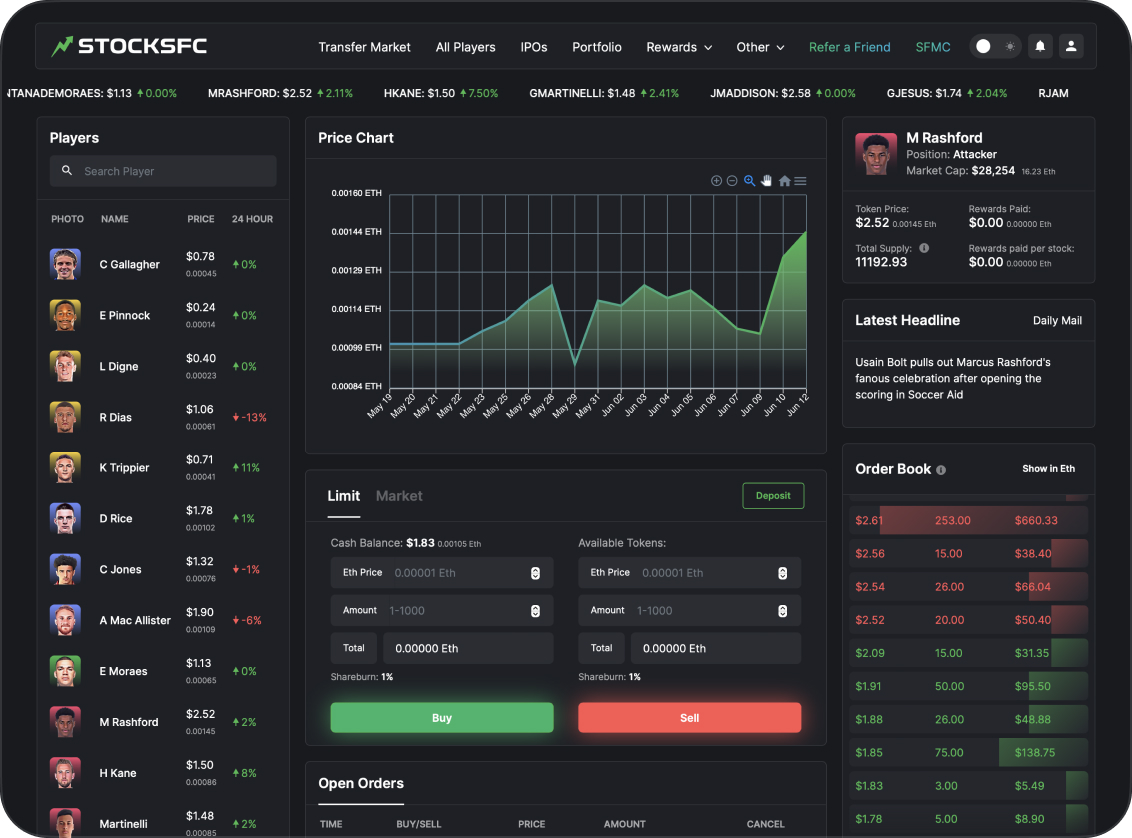 STOCKSFC
Transfer Market All Players IPOs Portfolio Rewards Other Refer a Friend SFMC
NTANADEMORAES: $1.13 0.00% MRASHFORD: $2.52 2.11% HKANE: $1.50 7.50% GMARTINELLI: $1.48 2.41% JMADDISON: $2.58 0.00% GJESUS: $1.74 2.04% RJAM
Players
Search Player
PHOTO NAME PRICE 24 HOUR
C Gallagher $0.78 0%
0.00045
E Pinnock $0.24 0%
0.00014
L Digne $0.40 0%
0.00023
R Dias $1.06 -13%
0.00061
K Trippier $0.71 11%
0.00041
D Rice $1.78 1%
0.00102
C Jones $1.32 -1%
0.00076
A Mac Allister $1.90 -6%
0.00109
E Moraes $1.13 0%
0.00065
M Rashford $2.52 2%
0.00145
H Kane $1.50 8%
0.00086
Martinelli $1.48 2%
0.00085
Price Chart
0.00160 ETH
0.00144 ETH
0.00129 ETH
0.00114 ETH
0.00099 ETH
0.00084 ETH
May 19 May 20 May 21 May 22 May 23 May 25 May 26 May 28 May 29 May 31 Jun 02 Jun 03 Jun 04 Jun 05 Jun 06 Jun 07 Jun 09 Jun 10 Jun 12
Limit Market Deposit
Cash Balance: $1.83 0.00105 Eth Available Tokens:
Eth Price 0.00001 Eth Eth Price 0.00001 Eth
Amount 1-1000 Amount 1-1000
Total 0.00000 Eth Total 0.00000 Eth
Shareburn: 1% Shareburn: 1%
Buy Sell
Open Orders
TIME BUY/SELL PRICE AMOUNT CANCEL
M Rashford
Position: Attacker
Market Cap: $28,254 16.23 Eth
Token Price: Rewards Paid:
$2.52 0.00145 Eth $0.00 0.00000 Eth
Total Supply: Rewards paid per stock:
11192.93 $0.00 0.00000 Eth
Latest Headline Daily Mail
Usain Bolt pulls out Marcus Rashford's
fanous celebration after opening the
scoring in Soccer Aid
Order Book Show in Eth
$2.61 253.00 $660.33
$2.56 15.00 $38.40
$2.54 26.00 $66.04
$2.52 20.00 $50.40
$2.09 15.00 $31.35
$1.91 50.00 $95.50
$1.88 26.00 $48.88
$1.85 75.00 $138.75
$1.83 3.00 $5.49
$1.78 5.00 $8.90